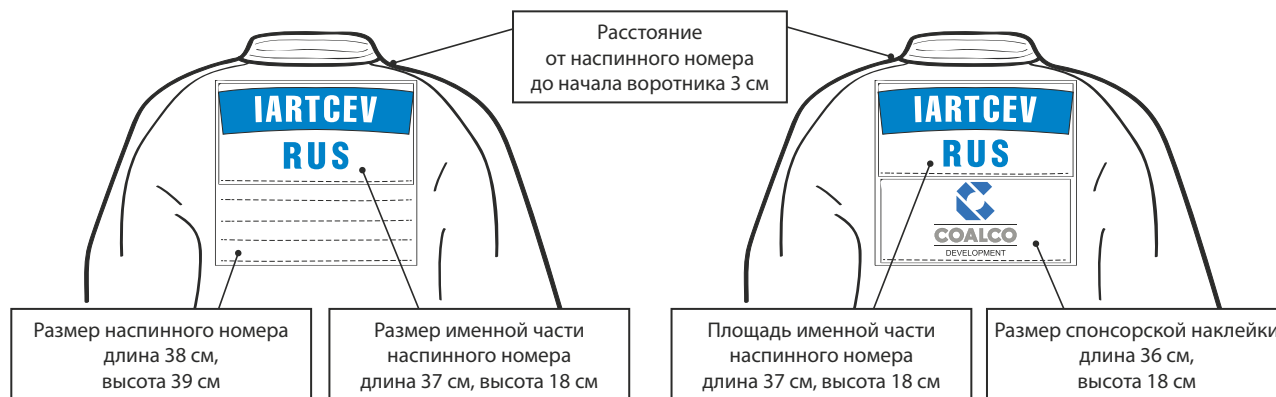 Расстояние
от наспинного номера
до начала воротника 3 см
IARTCEV
RUS
IARTCEV
RUS
COALCO
DEVELOPMENT
Размер наспинного номера
длина 38 см,
высота 39 см
Размер именной части
наспинного номера
длина 37 см, высота 18 см
Площадь именной части
наспинного номера
длина 37 см, высота 18 см
Размер спонсорской наклейки
длина 36 см,
высота 18 см